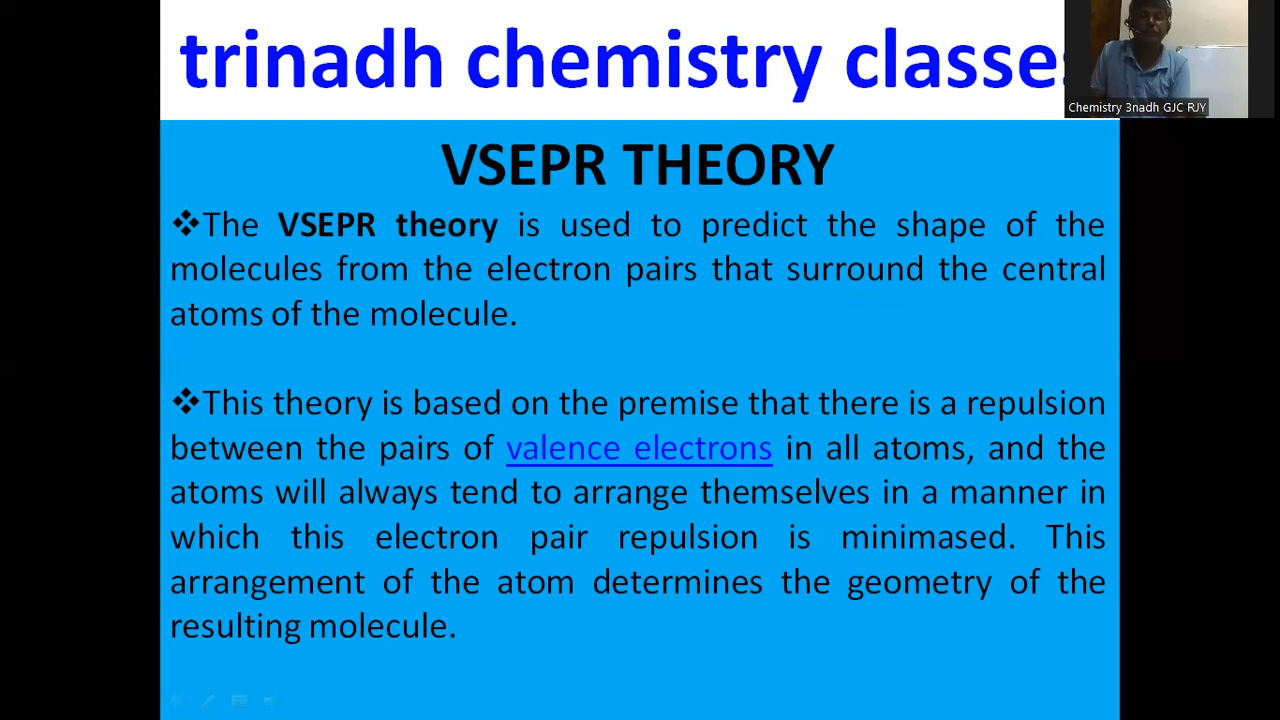 trinadh chemistry classes
Chemistry 3nadh GJC RJY
VSEPR THEORY
❖The VSEPR theory is used to predict the shape of the
molecules from the electron pairs that surround the central
atoms of the molecule.
❖This theory is based on the premise that there is a repulsion
between the pairs of valence electrons in all atoms, and the
atoms will always tend to arrange themselves in a manner in
which this electron pair repulsion is minimased. This
arrangement of the atom determines the geometry of the
resulting molecule.